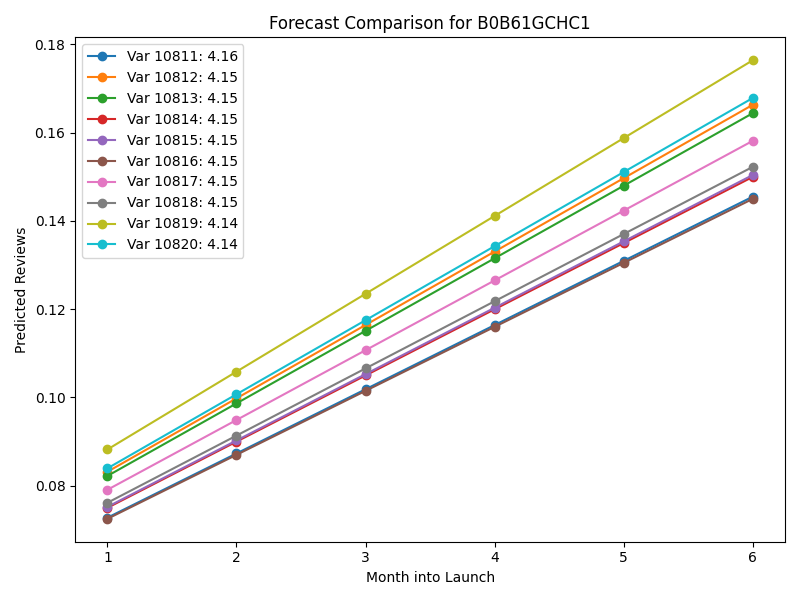 Forecast Comparison for B0B61GCHC1
Predicted Reviews
0.18
0.16
0.14
0.12
0.10
0.08
Var 10811: 4.16
Var 10812: 4.15
Var 10813: 4.15
Var 10814: 4.15
Var 10815: 4.15
Var 10816: 4.15
Var 10817: 4.15
Var 10818: 4.15
Var 10819: 4.14
Var 10820: 4.14
1 2 3 4 5 6
Month into Launch